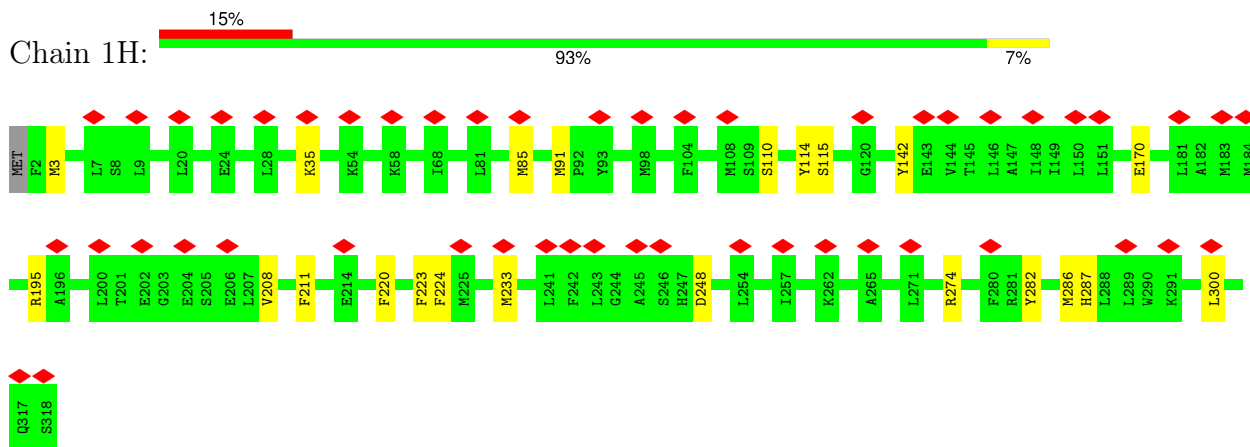 15%
Chain 1H:
93% 7%
MET F2 M3 L7 S8 L9 L20 E24 L28 K35 K54 K58 I68 L81 M85 M91 P92 Y93 M98 F104 M108 S109 S110 Y114 S115 G120 Y142 E143 V144 T145 L146 A147 I148 I149 L150 L151 E170 L181 A182 M183 M184
R195 A196 L200 T201 E202 G203 E204 S205 E206 L207 V208 F211 E214 F220 F223 F224 M225 M233 L241 F242 L243 G244 A245 S246 H247 D248 L254 I257 K262 A265 L271 R274 F280 R281 Y282 M286 H287 L288 L289 W290 K291 L300
Q317 S318